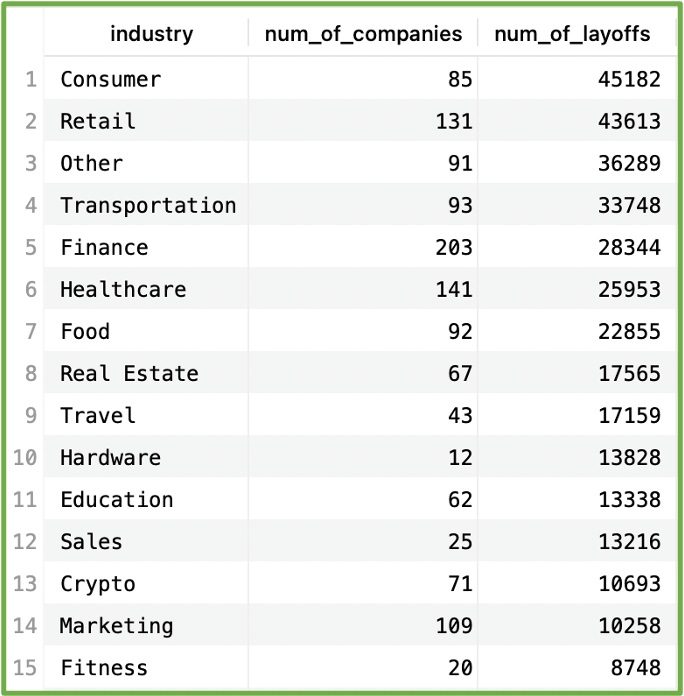 industry num_of_companies num_of_layoffs
1 Consumer 85 45182
2 Retail 131 43613
3 Other 91 36289
4 Transportation 93 33748
5 Finance 203 28344
6 Healthcare 141 25953
7 Food 92 22855
8 Real Estate 67 17565
9 Travel 43 17159
10 Hardware 12 13828
11 Education 62 13338
12 Sales 25 13216
13 Crypto 71 10693
14 Marketing 109 10258
15 Fitness 20 8748